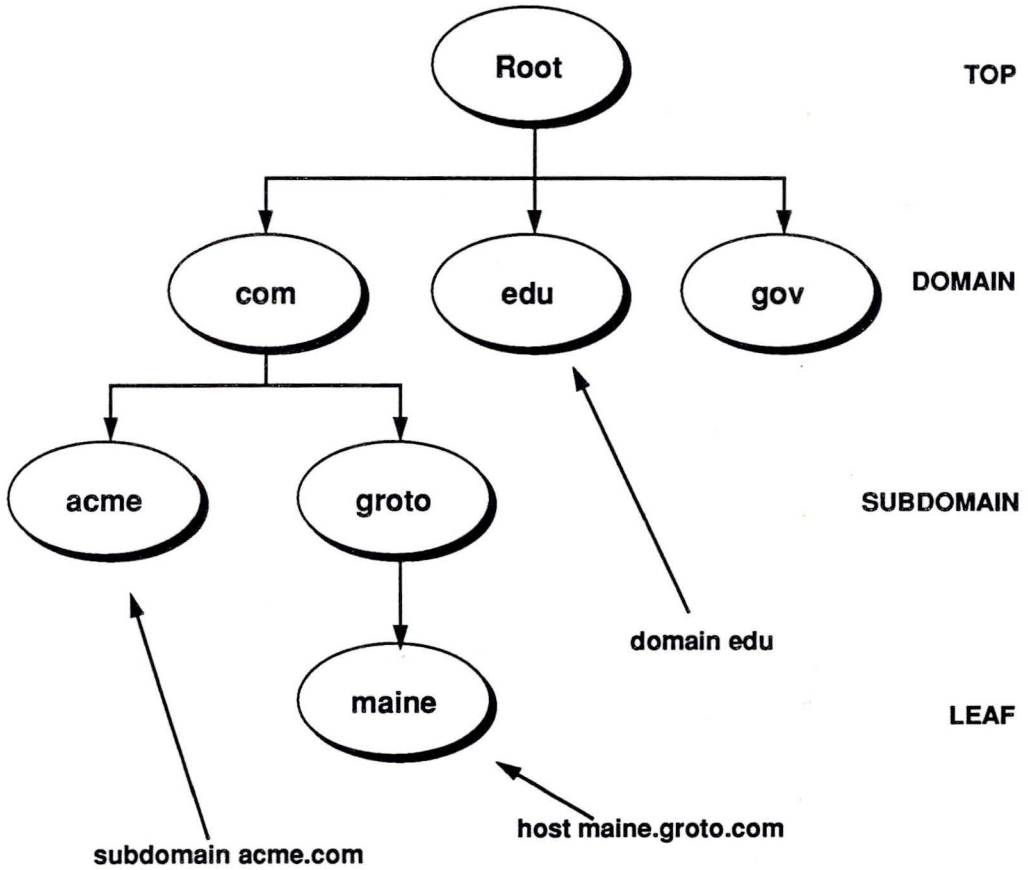 Root
TOP
com
edu
gov
DOMAIN
acme
groto
SUBDOMAIN
domain edu
maine
LEAF
host maine.groto.com
subdomain acme.com